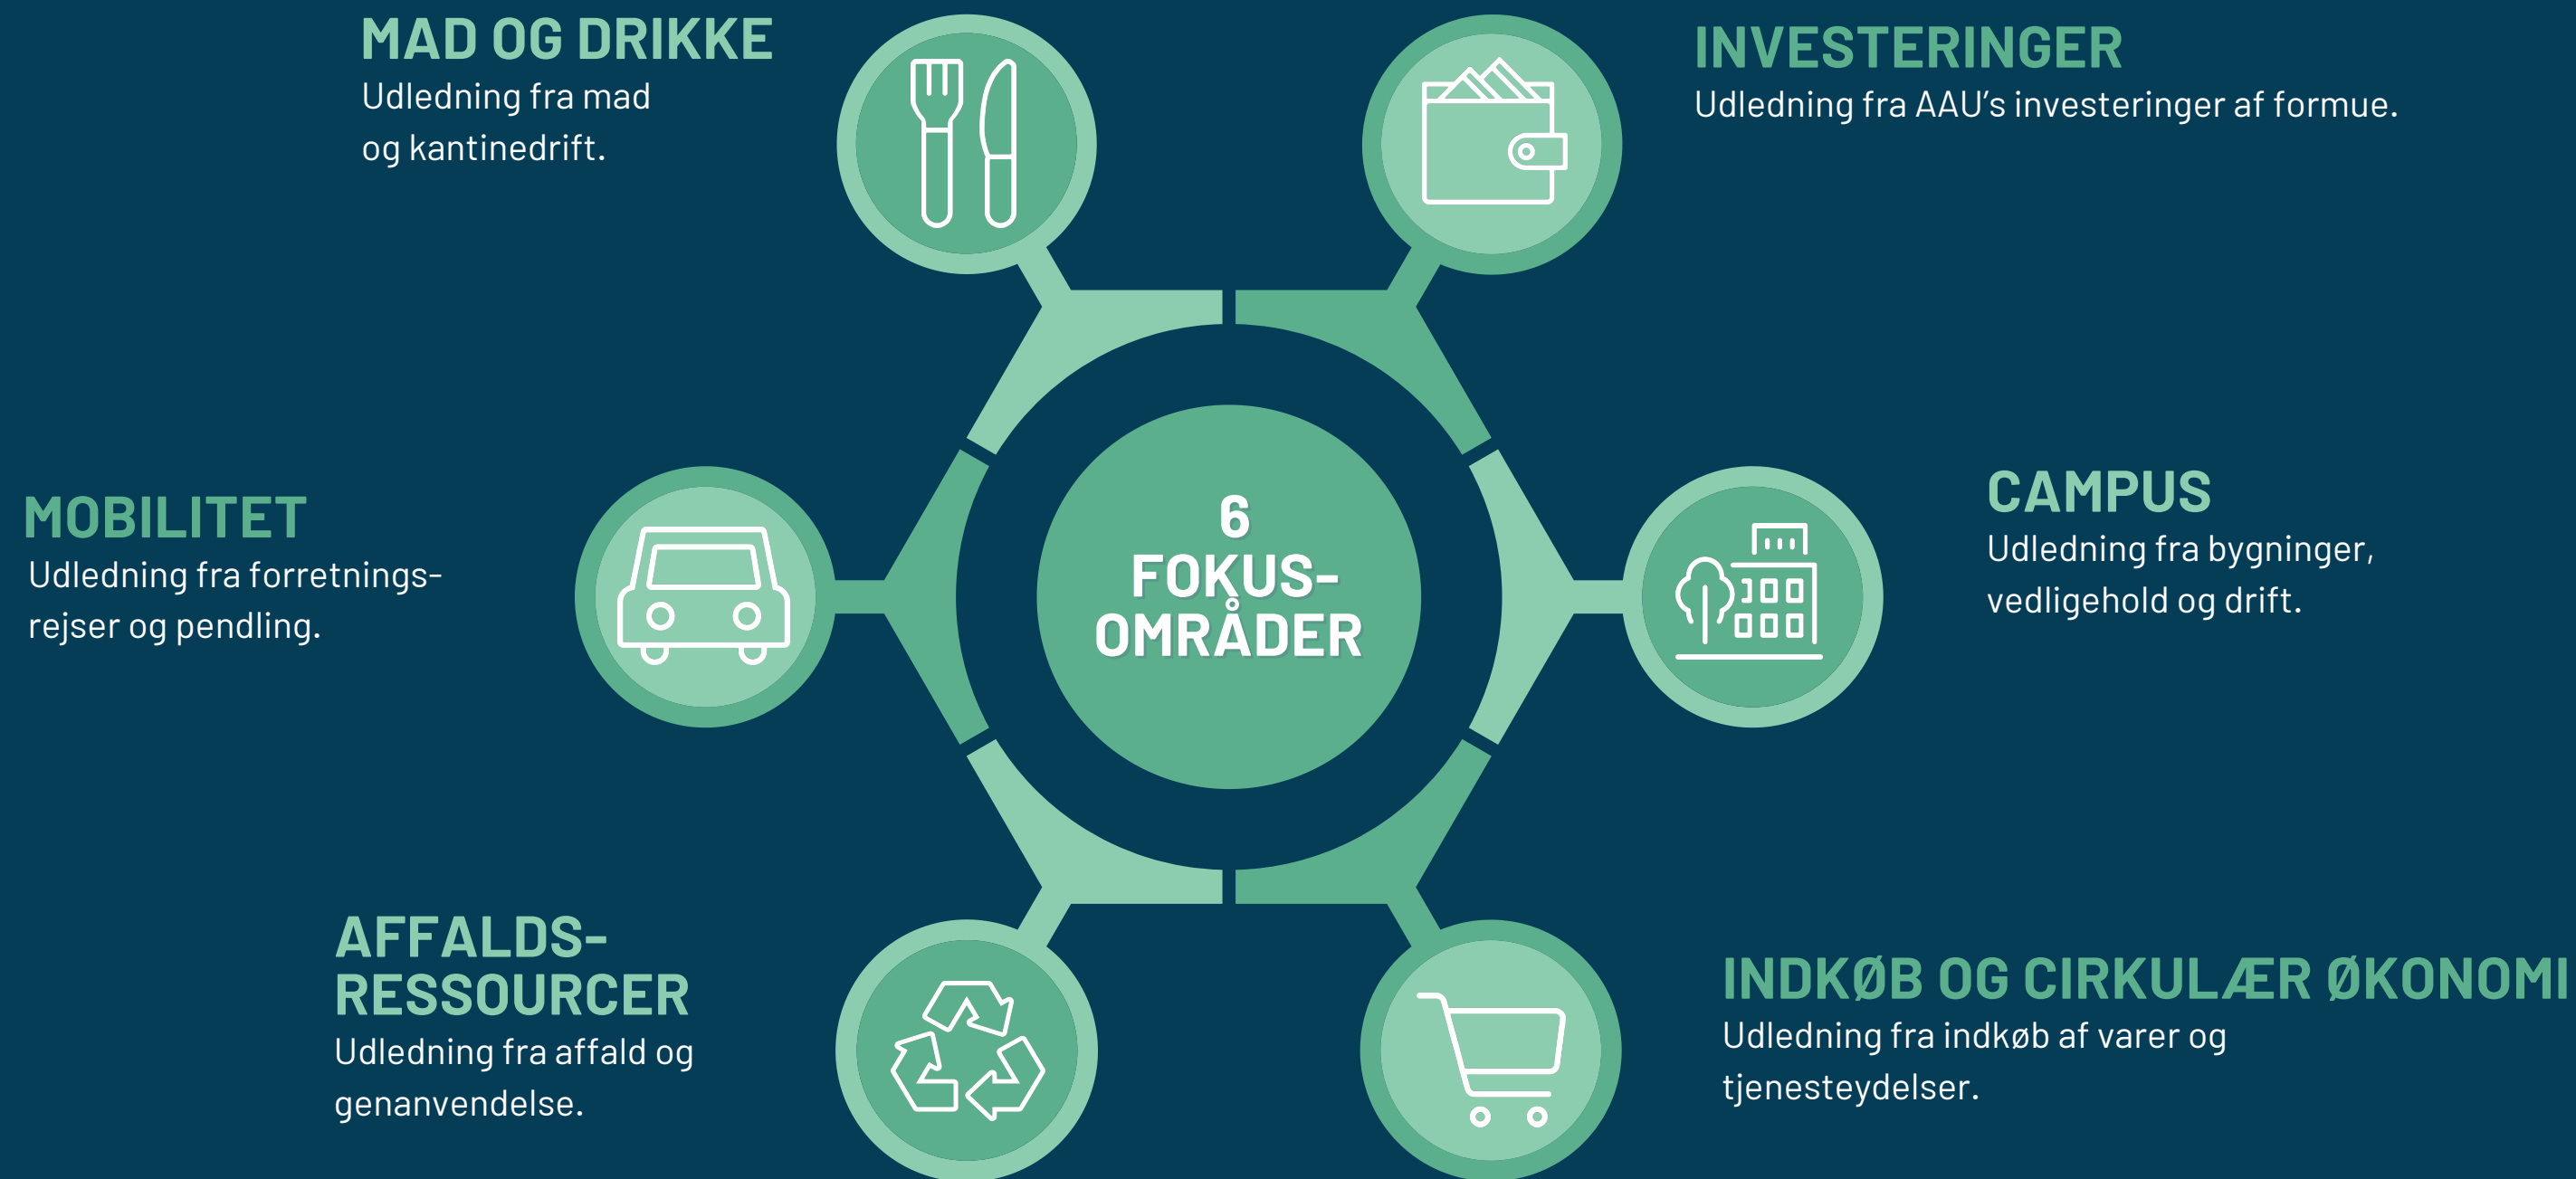 MAD OG DRIKKE
Udledning fra mad
og kantinedrift.
INVESTERINGER
Udledning fra AAU's investeringer af formue.
MOBILITET
Udledning fra forretnings-
rejser og pendling.
6
FOKUS-
OMRÅDER
CAMPUS
Udledning fra bygninger,
vedligehold og drift.
AFFALDS-
RESSOURCER
Udledning fra affald og
genanvendelse.
INDKØB OG CIRKULÆR ØKONOMI
Udledning fra indkøb af varer og
tjenesteydelser.